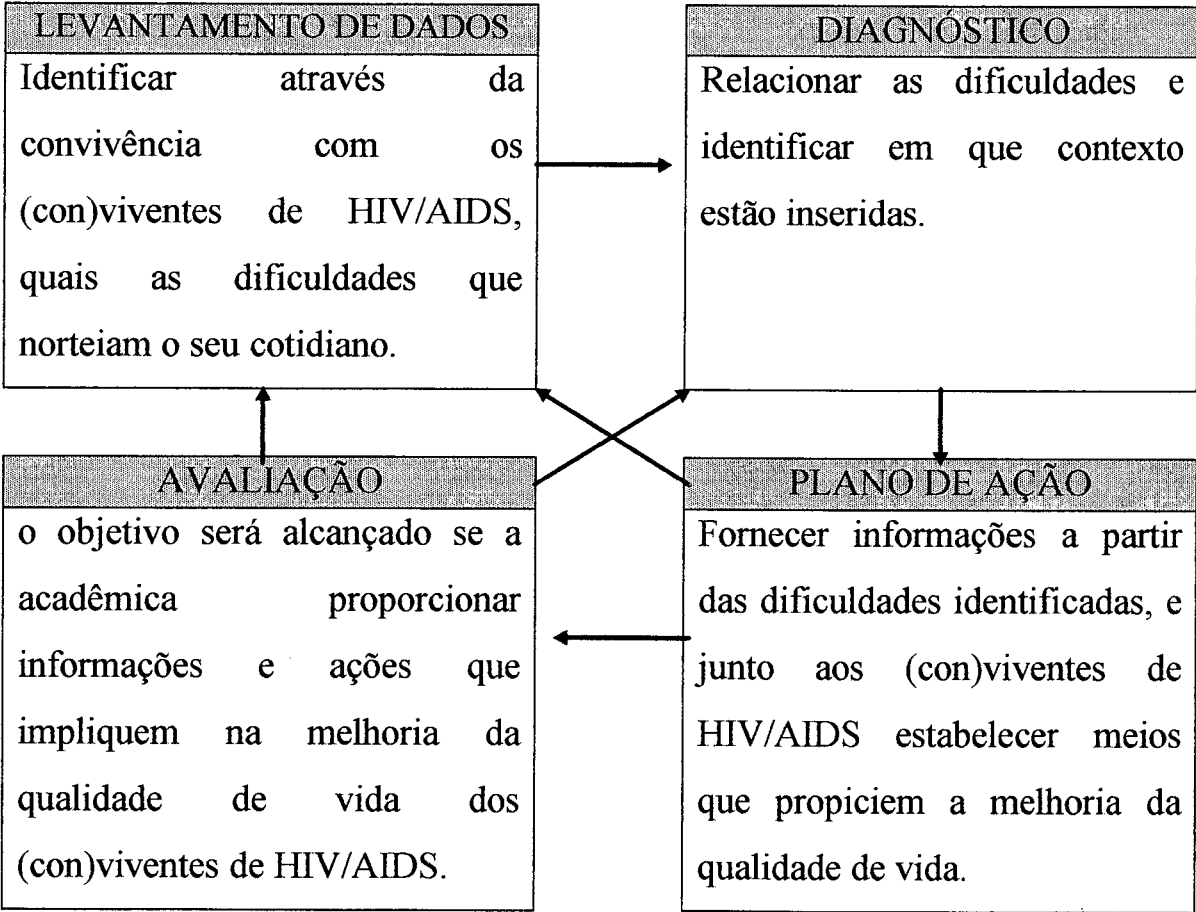 LEVANTAMENTO DE DADOS
Identificar através da
convivência com os
(con)viventes de HIV/AIDS,
quais as dificuldades que
norteiam o seu cotidiano.
DIAGNÓSTICO
Relacionar as dificuldades e
identificar em que contexto
estão inseridas.
AVALIAÇÃO
o objetivo será alcançado se a
acadêmica proporcionar
informações e ações que
impliquem na melhoria da
qualidade de vida dos
(con)viventes de HIV/AIDS.
PLANO DE AÇÃO
Fornecer informações a partir
das dificuldades identificadas, e
junto aos (con)viventes de
HIV/AIDS estabelecer meios
que propiciem a melhoria da
qualidade de vida.